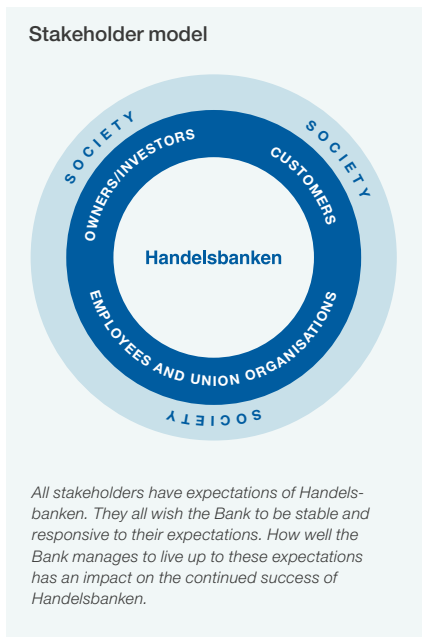 Stakeholder model
SOCIETY
SOCIETY
OWNERS/INVESTORS
CUSTOMERS
Handelsbanken
EMPLOYEES AND UNION ORGANISATIONS
SOCIETY
All stakeholders have expectations of Handels-
banken. They all wish the Bank to be stable and
responsive to their expectations. How well the
Bank manages to live up to these expectations
has an impact on the continued success of
Handelsbanken.